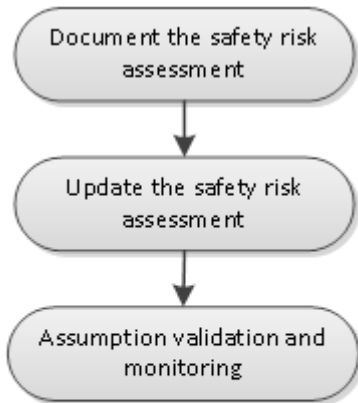 Document the safety risk
assessment
Update the safety risk
assessment
Assumption validation and
monitoring